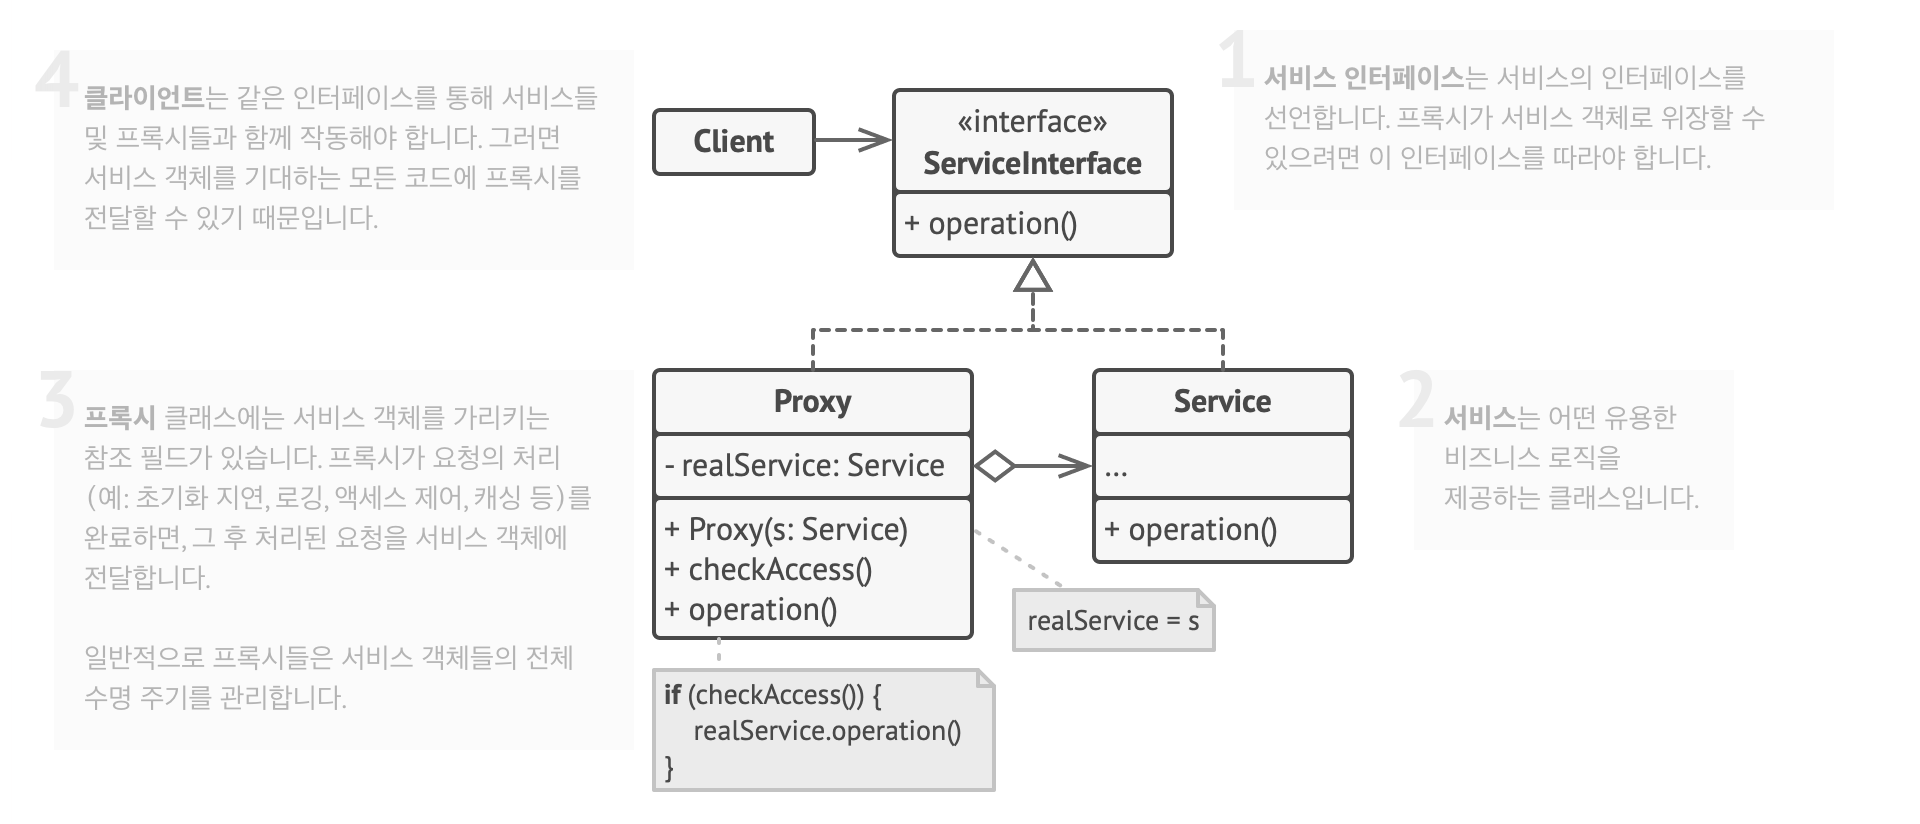 4
클라이언트는 같은 인터페이스를 통해 서비스들
및 프록시들과 함께 작동해야 합니다. 그러면
서비스 객체를 기대하는 모든 코드에 프록시를
전달할 수 있기 때문입니다.
Client
«interface»
ServiceInterface
+ operation()
1
서비스 인터페이스는 서비스의 인터페이스를
선언합니다. 프록시가 서비스 객체로 위장할 수
있으려면 이 인터페이스를 따라야 합니다.
3
프록시 클래스에는 서비스 객체를 가리키는
참조 필드가 있습니다. 프록시가 요청의 처리
(예: 초기화 지연, 로깅, 액세스 제어, 캐싱 등)를
완료하면, 그 후 처리된 요청을 서비스 객체에
전달합니다.
일반적으로 프록시들은 서비스 객체들의 전체
수명 주기를 관리합니다.
Proxy
- realService: Service
+ Proxy(s: Service)
+ checkAccess()
+ operation()
Service
...
+ operation()
2
서비스는 어떤 유용한
비즈니스 로직을
제공하는 클래스입니다.
realService = s
if (checkAccess()) {
realService.operation()
}